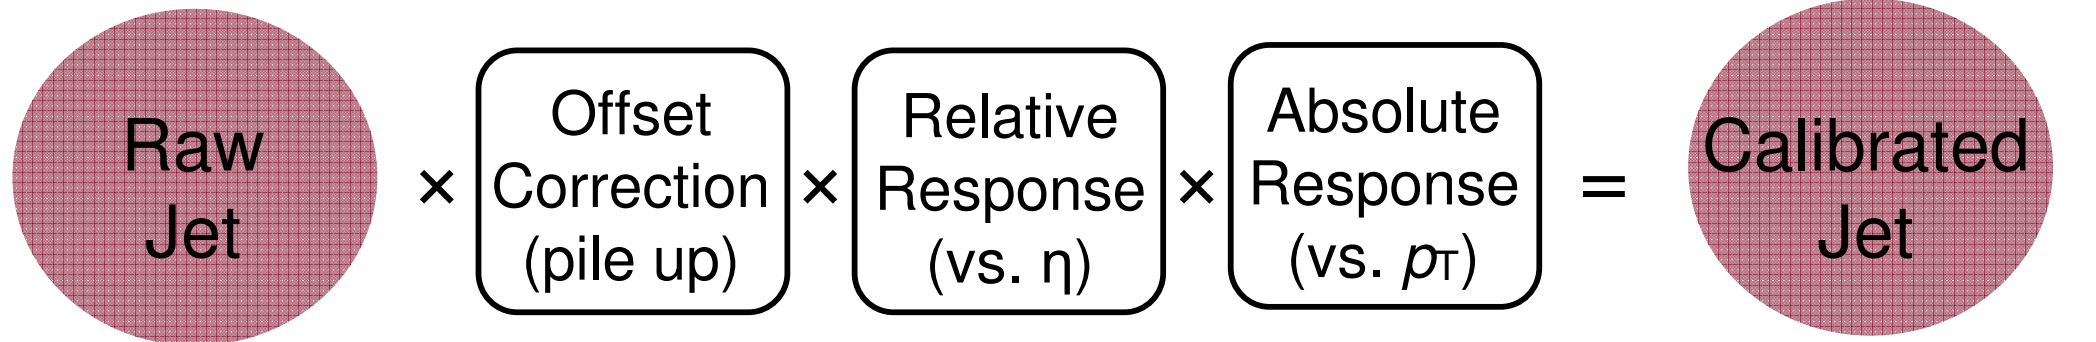 Raw
Jet
×
Offset
Correction
(pile up)
×
Relative
Response
(vs. η)
×
Absolute
Response
(vs. pT)
=
Calibrated
Jet